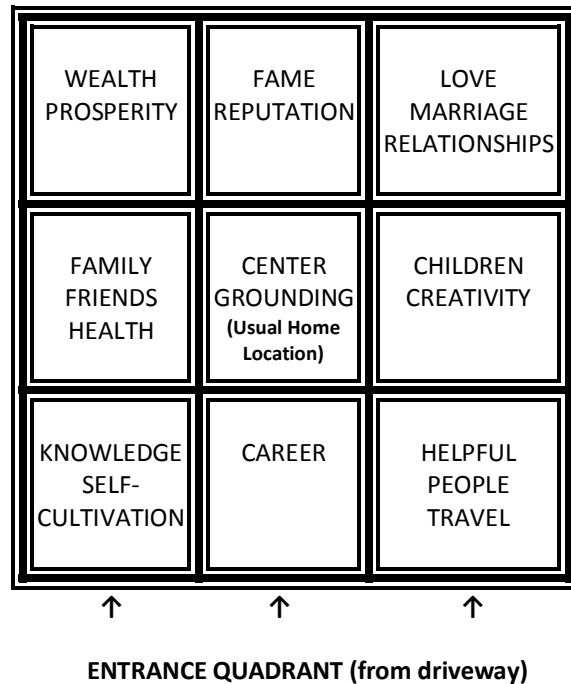 WEALTH
PROSPERITY
FAME
REPUTATION
LOVE
MARRIAGE
RELATIONSHIPS
FAMILY
FRIENDS
HEALTH
CENTER
GROUNDING
(Usual Home
Location)
CHILDREN
CREATIVITY
KNOWLEDGE
SELF-
CULTIVATION
CAREER
HELPFUL
PEOPLE
TRAVEL
↑ ↑ ↑
ENTRANCE QUADRANT (from driveway)